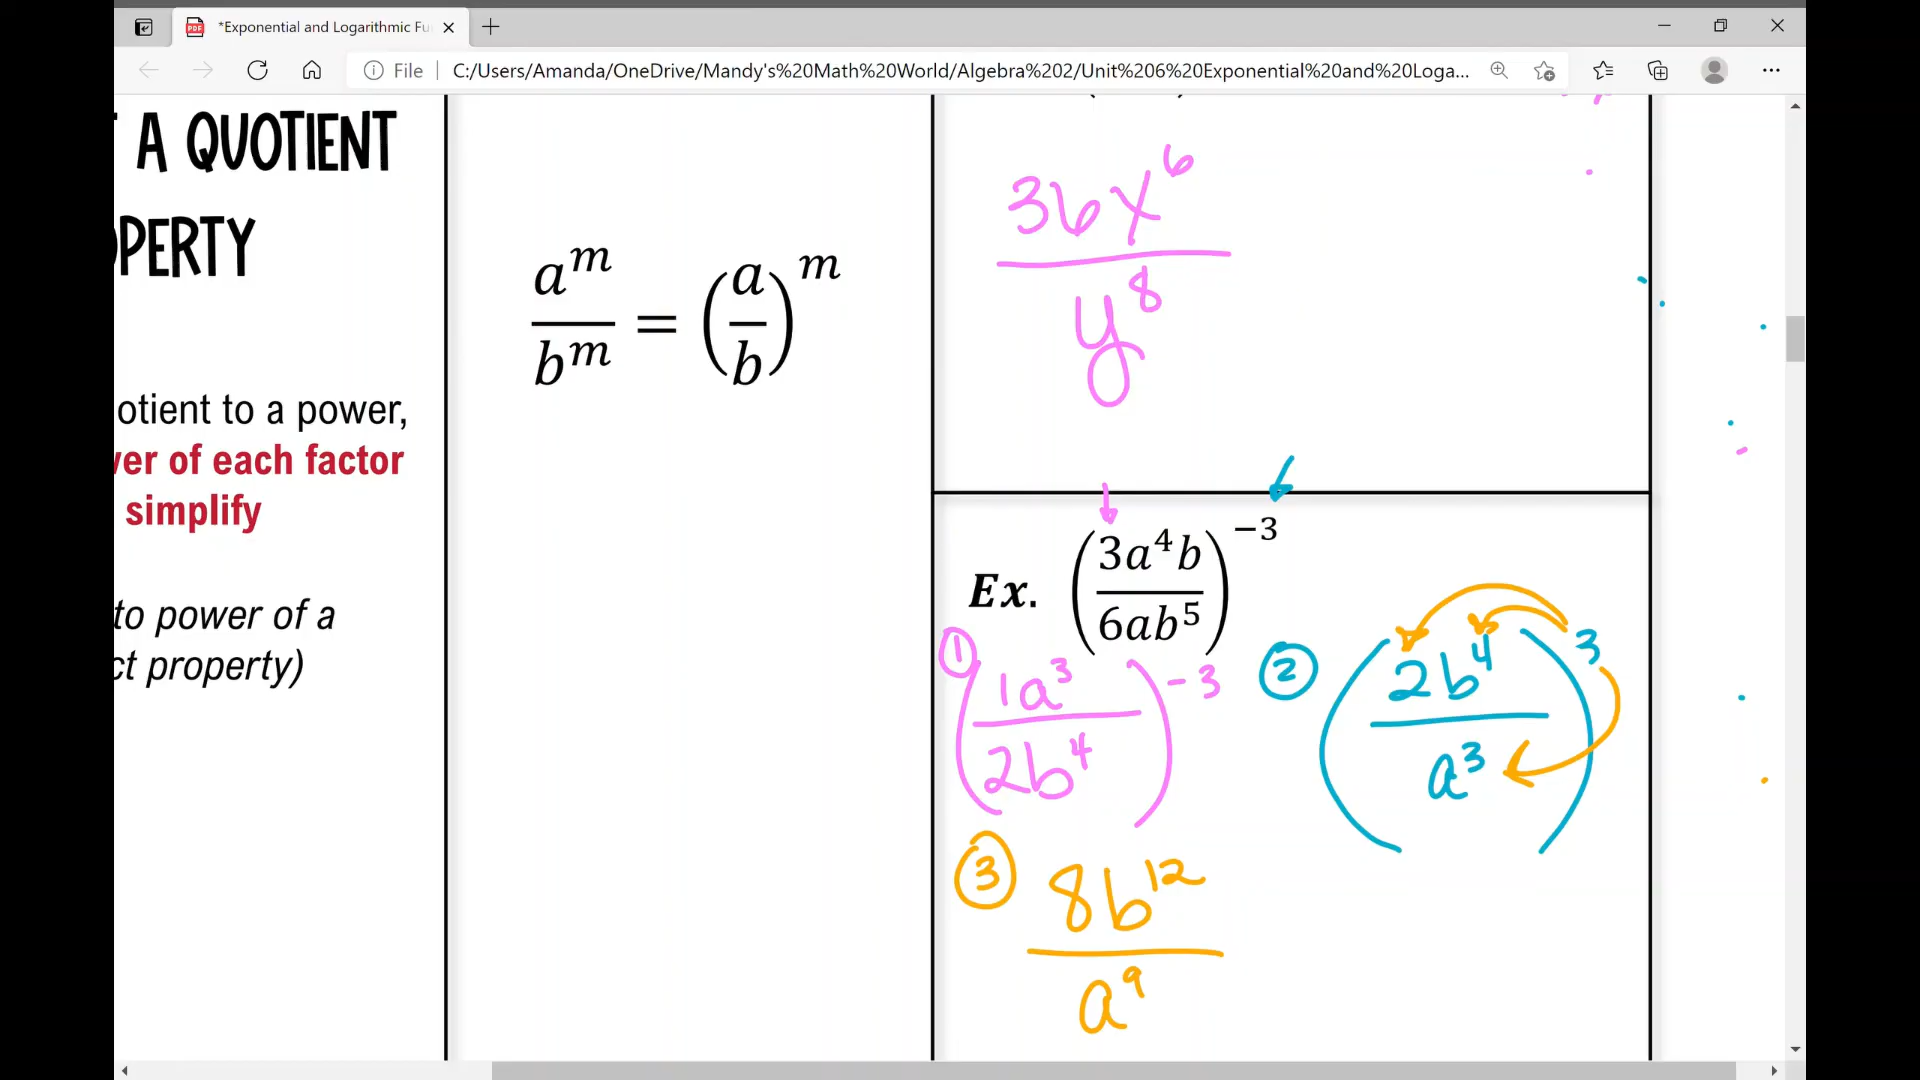 *Exponential and Logarithmic Fu
File
C:/Users/Amanda/OneDrive/Mandy's%20Math%20World/Algebra%202/Unit%206%20Exponential%20and%20Loga...
A QUOTIENT
OPERTY
otient to a power,
ver of each factor
simplify
to power of a
ct property)
a^m / b^m = (a/b)^m
36x^6 / y^8
Ex. (3a^4b / 6ab^5)^-3
① (1a^3 / 2b^4)^-3
② (2b^4 / a^3)^3
③ 8b^12 / a^9